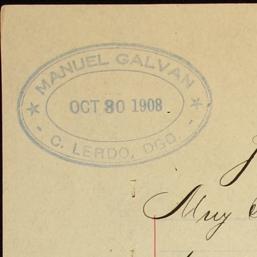 MANUEL GALVAN
OCT 30 1908
C. LERDO, DGO.
Muy